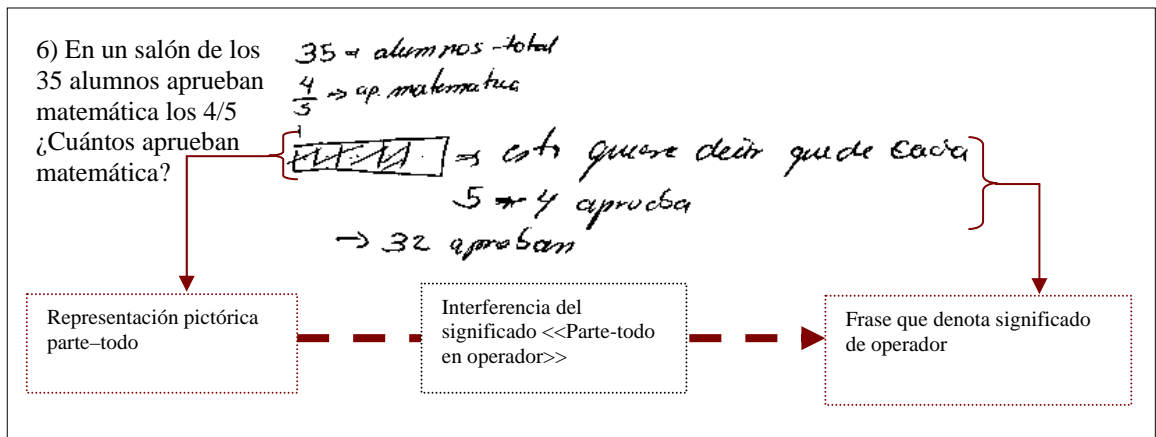 6) En un salón de los
35 alumnos aprueban
matemática los 4/5
¿Cuántos aprueban
matemática?
35 → alumnos-total
4/5 → ap. matematica
⇒ esto quiere decir que de cada
5 → 4 aprueba
→ 32 aprueban
Representación pictórica
parte–todo
Interferencia del
significado <<Parte-todo
en operador>>
Frase que denota significado
de operador